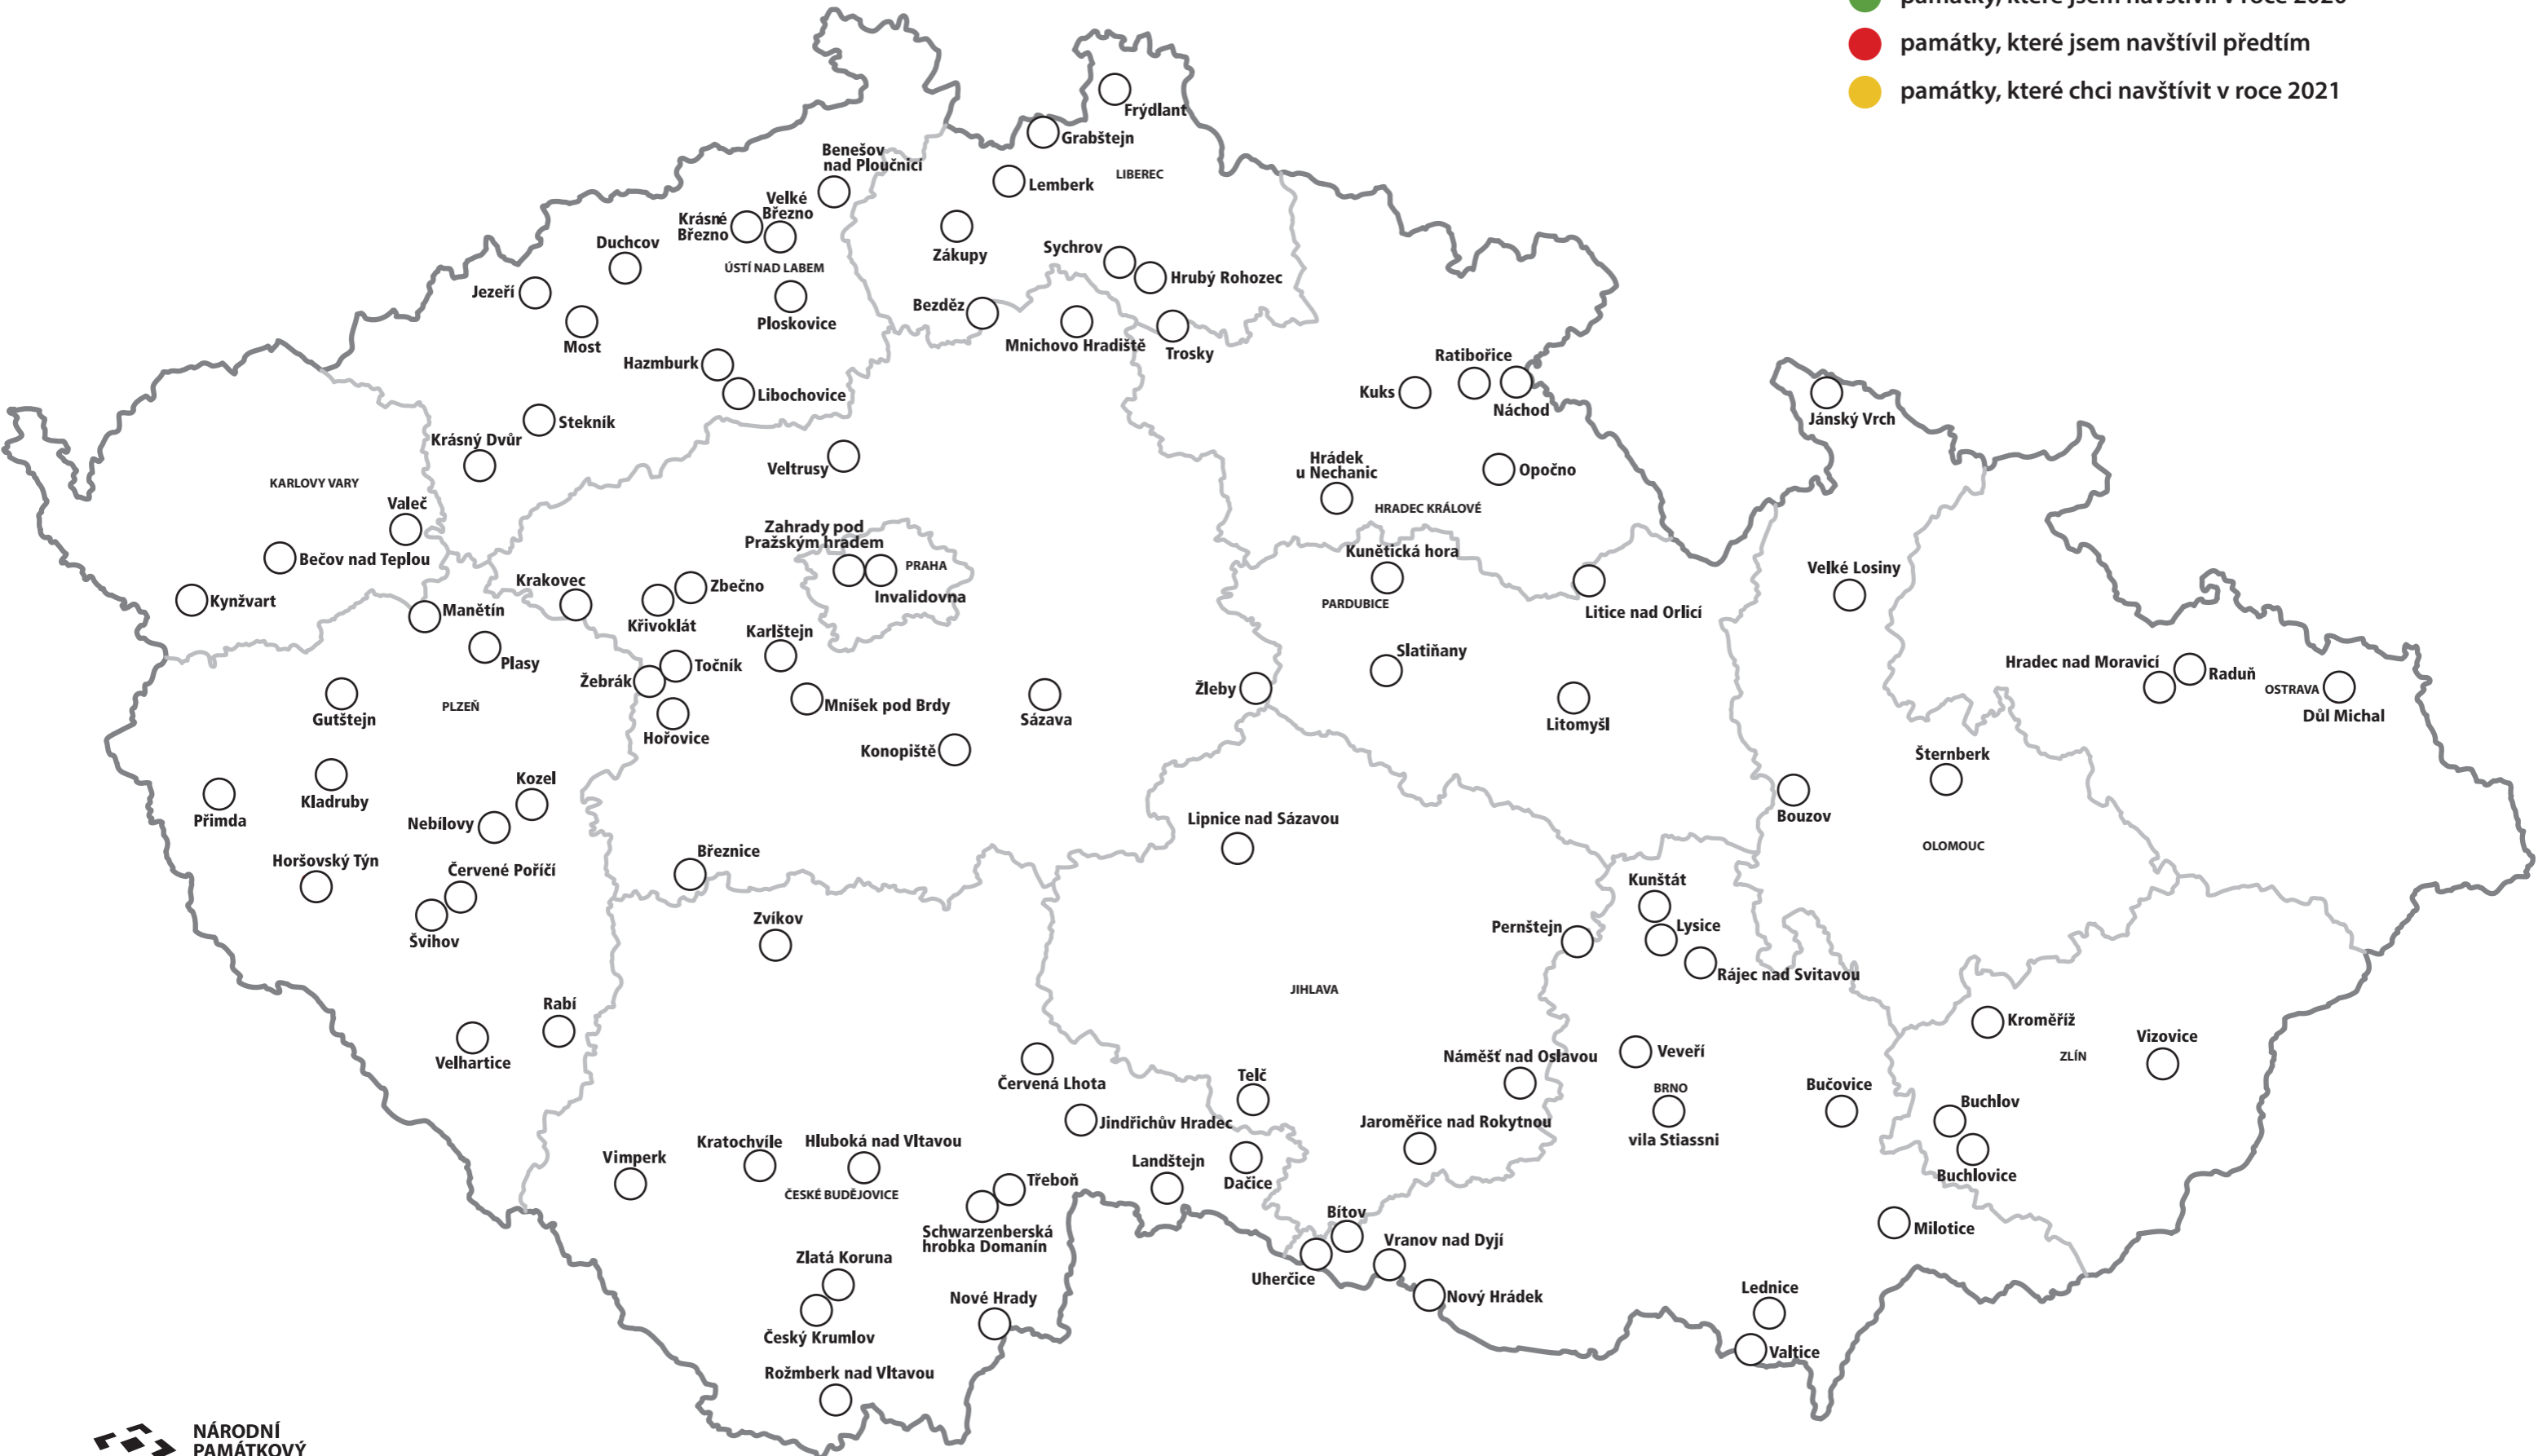 památky, které jsem navštívil v roce 2020
památky, které jsem navštívil předtím
památky, které chci navštívit v roce 2021
Frýdlant
Grabštejn
Benešov
nad Ploučnicí
Lemberk
LIBEREC
Velké
Březno
Krásné
Březno
Zákupy
Duchcov
Sychrov
ÚSTÍ NAD LABEM
Hrubý Rohozec
Jezeří
Bezděz
Ploskovice
Most
Mnichovo Hradiště
Trosky
Hazmburk
Ratibořice
Libochovice
Kuks
Náchod
Jánský Vrch
Stekník
Krásný Dvůr
Veltrusy
Hrádek
u Nechanic
Opočno
KARLOVY VARY
Valeč
HRADEC KRÁLOVÉ
Zahrady pod
Pražským hradem
Bečov nad Teplou
PRAHA
Kunětická hora
Velké Losiny
Krakovec
Zbečno
Invalidovna
Kynžvart
Manětín
PARDUBICE
Litice nad Orlicí
Křivoklát
Karlštejn
Plasy
Točník
Slatiňany
Hradec nad Moravicí
Raduň
Žebrák
Žleby
OSTRAVA
Gutštejn
PLZEŇ
Mníšek pod Brdy
Sázava
Důl Michal
Hořovice
Litomyšl
Konopiště
Šternberk
Kozel
Kladruby
Přimda
Nebílovy
Lipnice nad Sázavou
Bouzov
Březnice
OLOMOUC
Horšovský Týn
Červené Poříčí
Kunštát
Zvíkov
Pernštejn
Lysice
Švihov
Rájec nad Svitavou
JIHLAVA
Rabí
Kroměříž
Velhartice
Vizovice
Náměšť nad Oslavou
Veveří
ZLÍN
Červená Lhota
Telč
BRNO
Bučovice
Buchlov
Jindřichův Hradec
Jaroměřice nad Rokytnou
vila Stiassni
Kratochvíle
Hluboká nad Vltavou
Vimperk
Landštejn
Dačice
Buchlovice
Třeboň
ČESKÉ BUDĚJOVICE
Bítov
Schwarzenberská
hrobka Domanín
Vranov nad Dyjí
Milotice
Zlatá Koruna
Uherčice
Lednice
Nové Hrady
Nový Hrádek
Český Krumlov
Valtice
Rožmberk nad Vltavou
NÁRODNÍ
PAMÁTKOVÝ